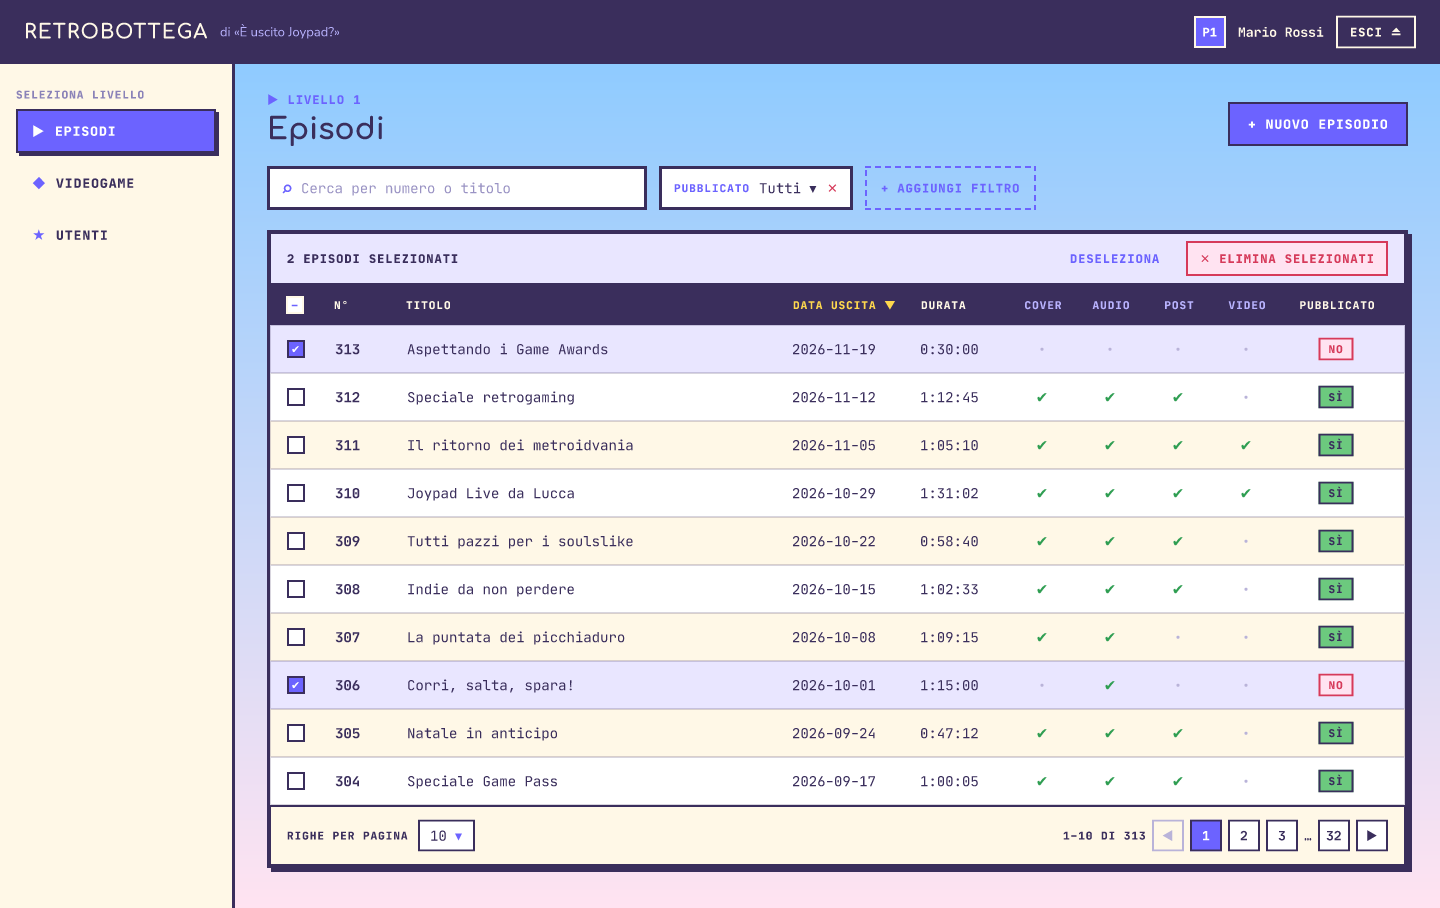 RETROBOTTEGA di «È uscito Joypad?»
P1 Mario Rossi ESCI ⏏
SELEZIONA LIVELLO
▶ EPISODI
◆ VIDEOGAME
★ UTENTI
▶ LIVELLO 1
Episodi
+ NUOVO EPISODIO
Cerca per numero o titolo
PUBBLICATO Tutti ▼ ✕
+ AGGIUNGI FILTRO
2 EPISODI SELEZIONATI
DESELEZIONA
✕ ELIMINA SELEZIONATI
N° TITOLO DATA USCITA ▼ DURATA COVER AUDIO POST VIDEO PUBBLICATO
✔ 313 Aspettando i Game Awards 2026-11-19 0:30:00 · · · · NO
312 Speciale retrogaming 2026-11-12 1:12:45 ✔ ✔ ✔ · SÌ
311 Il ritorno dei metroidvania 2026-11-05 1:05:10 ✔ ✔ ✔ ✔ SÌ
310 Joypad Live da Lucca 2026-10-29 1:31:02 ✔ ✔ ✔ ✔ SÌ
309 Tutti pazzi per i soulslike 2026-10-22 0:58:40 ✔ ✔ ✔ · SÌ
308 Indie da non perdere 2026-10-15 1:02:33 ✔ ✔ ✔ · SÌ
307 La puntata dei picchiaduro 2026-10-08 1:09:15 ✔ ✔ · · SÌ
✔ 306 Corri, salta, spara! 2026-10-01 1:15:00 · ✔ · · NO
305 Natale in anticipo 2026-09-24 0:47:12 ✔ ✔ ✔ · SÌ
304 Speciale Game Pass 2026-09-17 1:00:05 ✔ ✔ ✔ · SÌ
RIGHE PER PAGINA 10 ▼
1–10 DI 313 ◀ 1 2 3 … 32 ▶